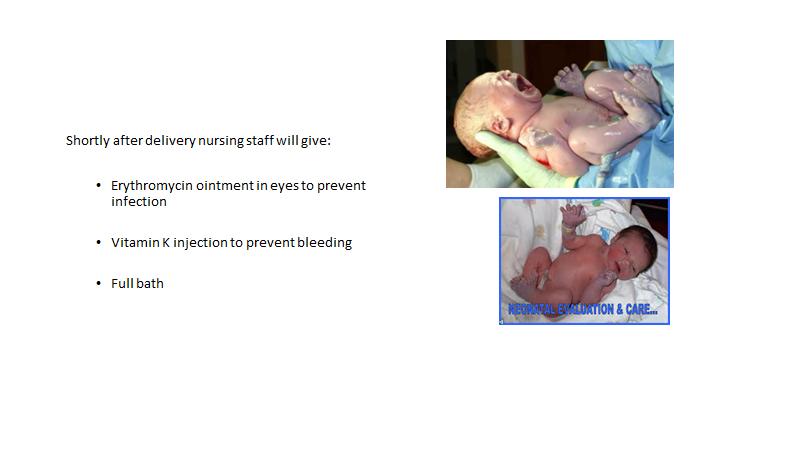 Shortly after delivery nursing staff will give:
• Erythromycin ointment in eyes to prevent
infection
• Vitamin K injection to prevent bleeding
• Full bath
NEONATAL EVALUATION & CARE...